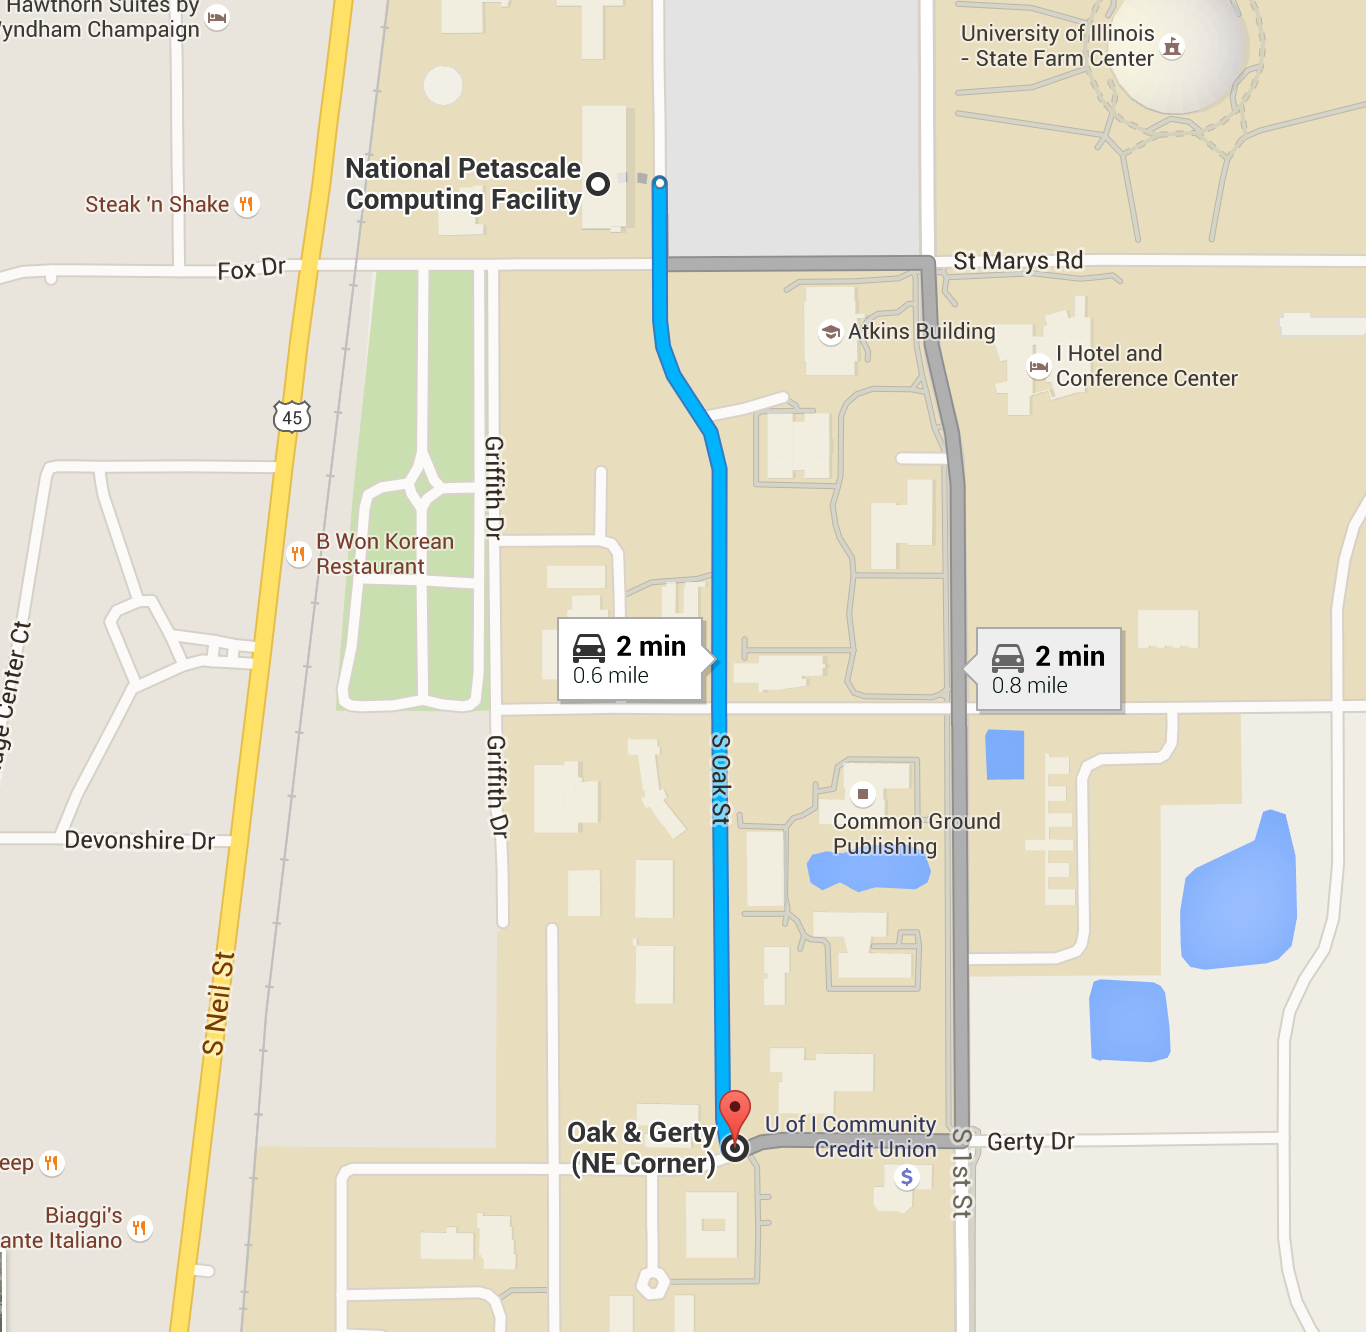 Hawthorn Suites by
Wyndham Champaign
University of Illinois
- State Farm Center
National Petascale
Computing Facility
Steak 'n Shake
Fox Dr
St Marys Rd
Atkins Building
I Hotel and
Conference Center
45
Griffith Dr
B Won Korean
Restaurant
2 min
0.6 mile
2 min
0.8 mile
Center Ct
S Oak St
Griffith Dr
Common Ground
Publishing
Devonshire Dr
S Neil St
Oak & Gerty
(NE Corner)
U of I Community
Credit Union
$
Gerty Dr
S 1st St
eep
Biaggi's
ante Italiano